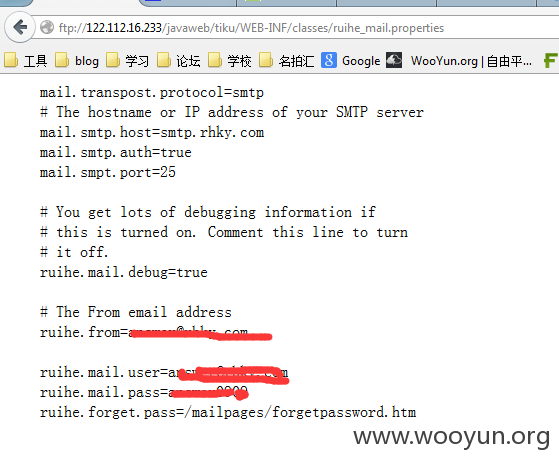 ftp://122.112.16.233/javaweb/tiku/WEB-INF/classes/ruihe_mail.properties
工具 blog 学习 论坛 学校 名拍汇 Google WooYun.org | 自由平...
mail.transpost.protocol=smtp
# The hostname or IP address of your SMTP server
mail.smtp.host=smtp.rhky.com
mail.smtp.auth=true
mail.smpt.port=25
# You get lots of debugging information if
# this is turned on. Comment this line to turn
# it off.
ruihe.mail.debug=true
# The From email address
ruihe.from=
ruihe.mail.user=
ruihe.mail.pass=
ruihe.forget.pass=/mailpages/forgetpassword.htm
www.wooyun.org